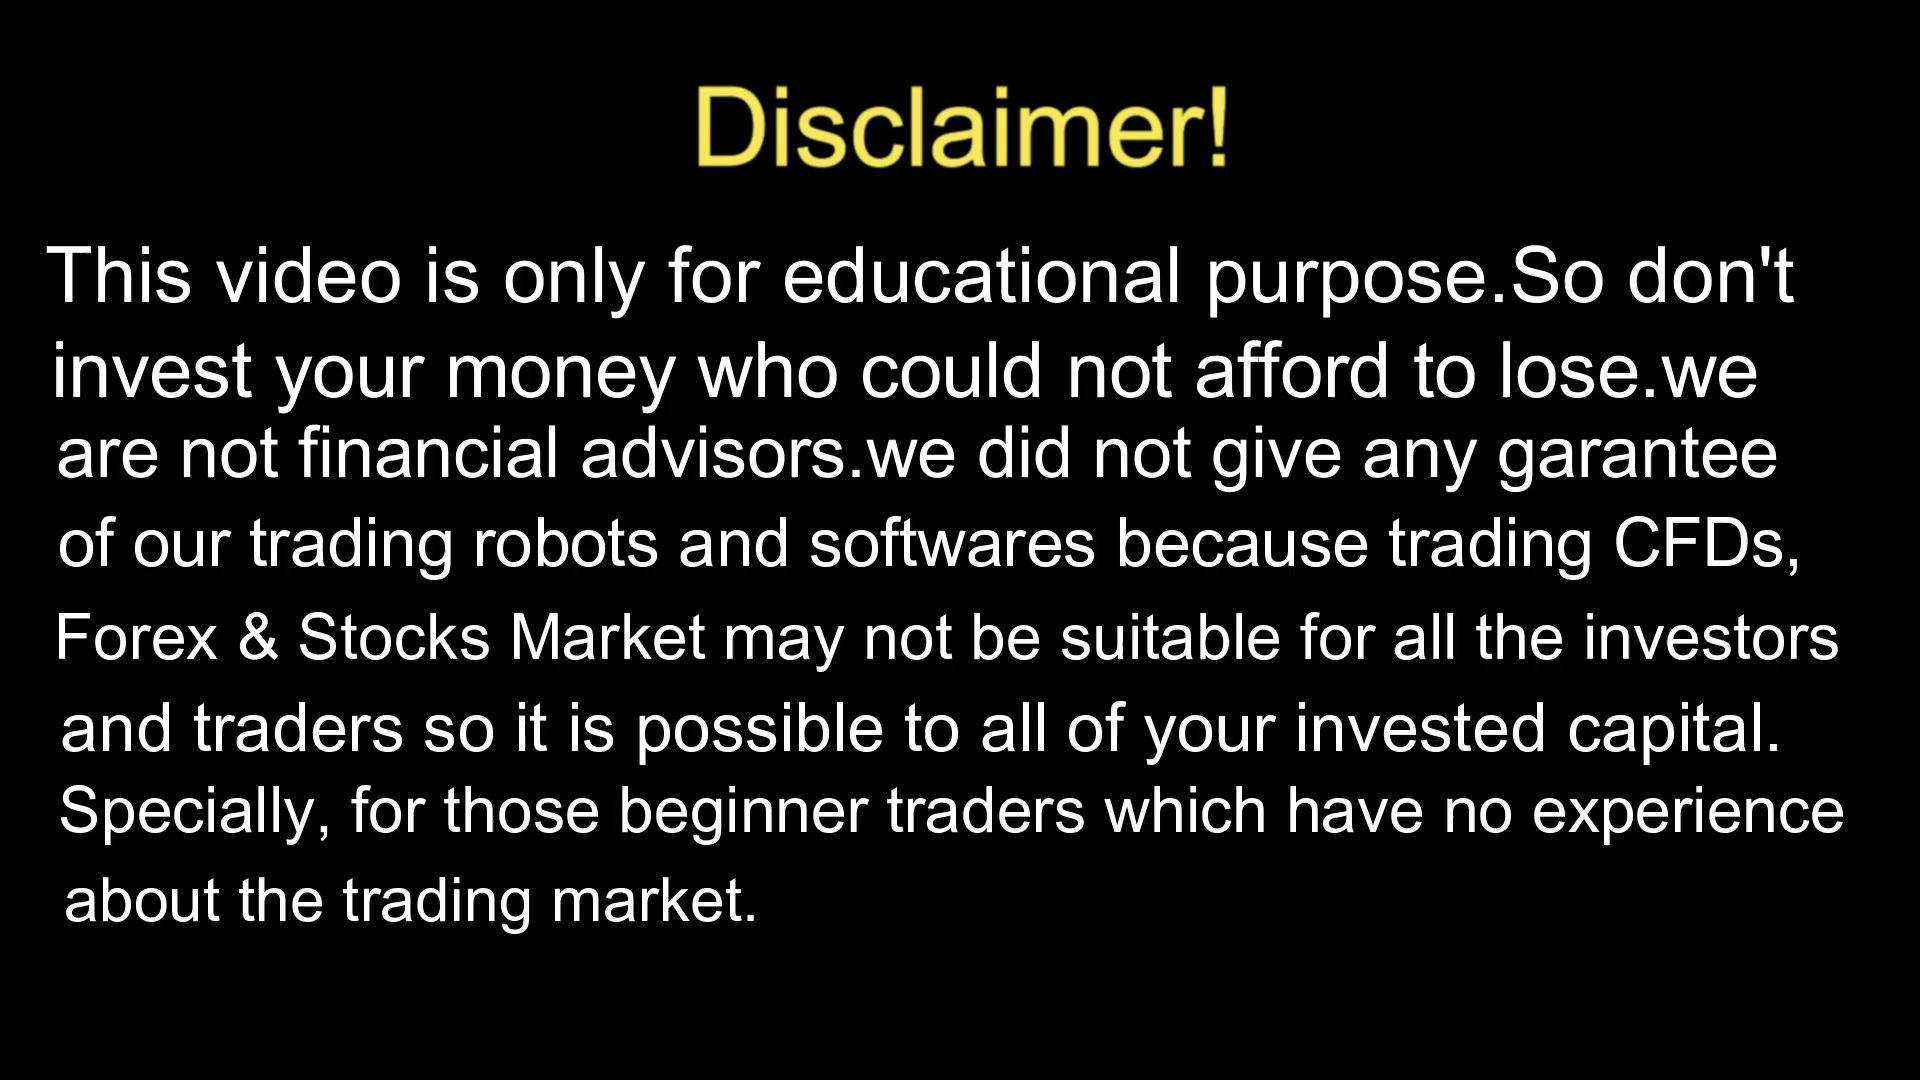 Disclaimer!
This video is only for educational purpose.So don't
invest your money who could not afford to lose.we
are not financial advisors.we did not give any garantee
of our trading robots and softwares because trading CFDs,
Forex & Stocks Market may not be suitable for all the investors
and traders so it is possible to all of your invested capital.
Specially, for those beginner traders which have no experience
about the trading market.